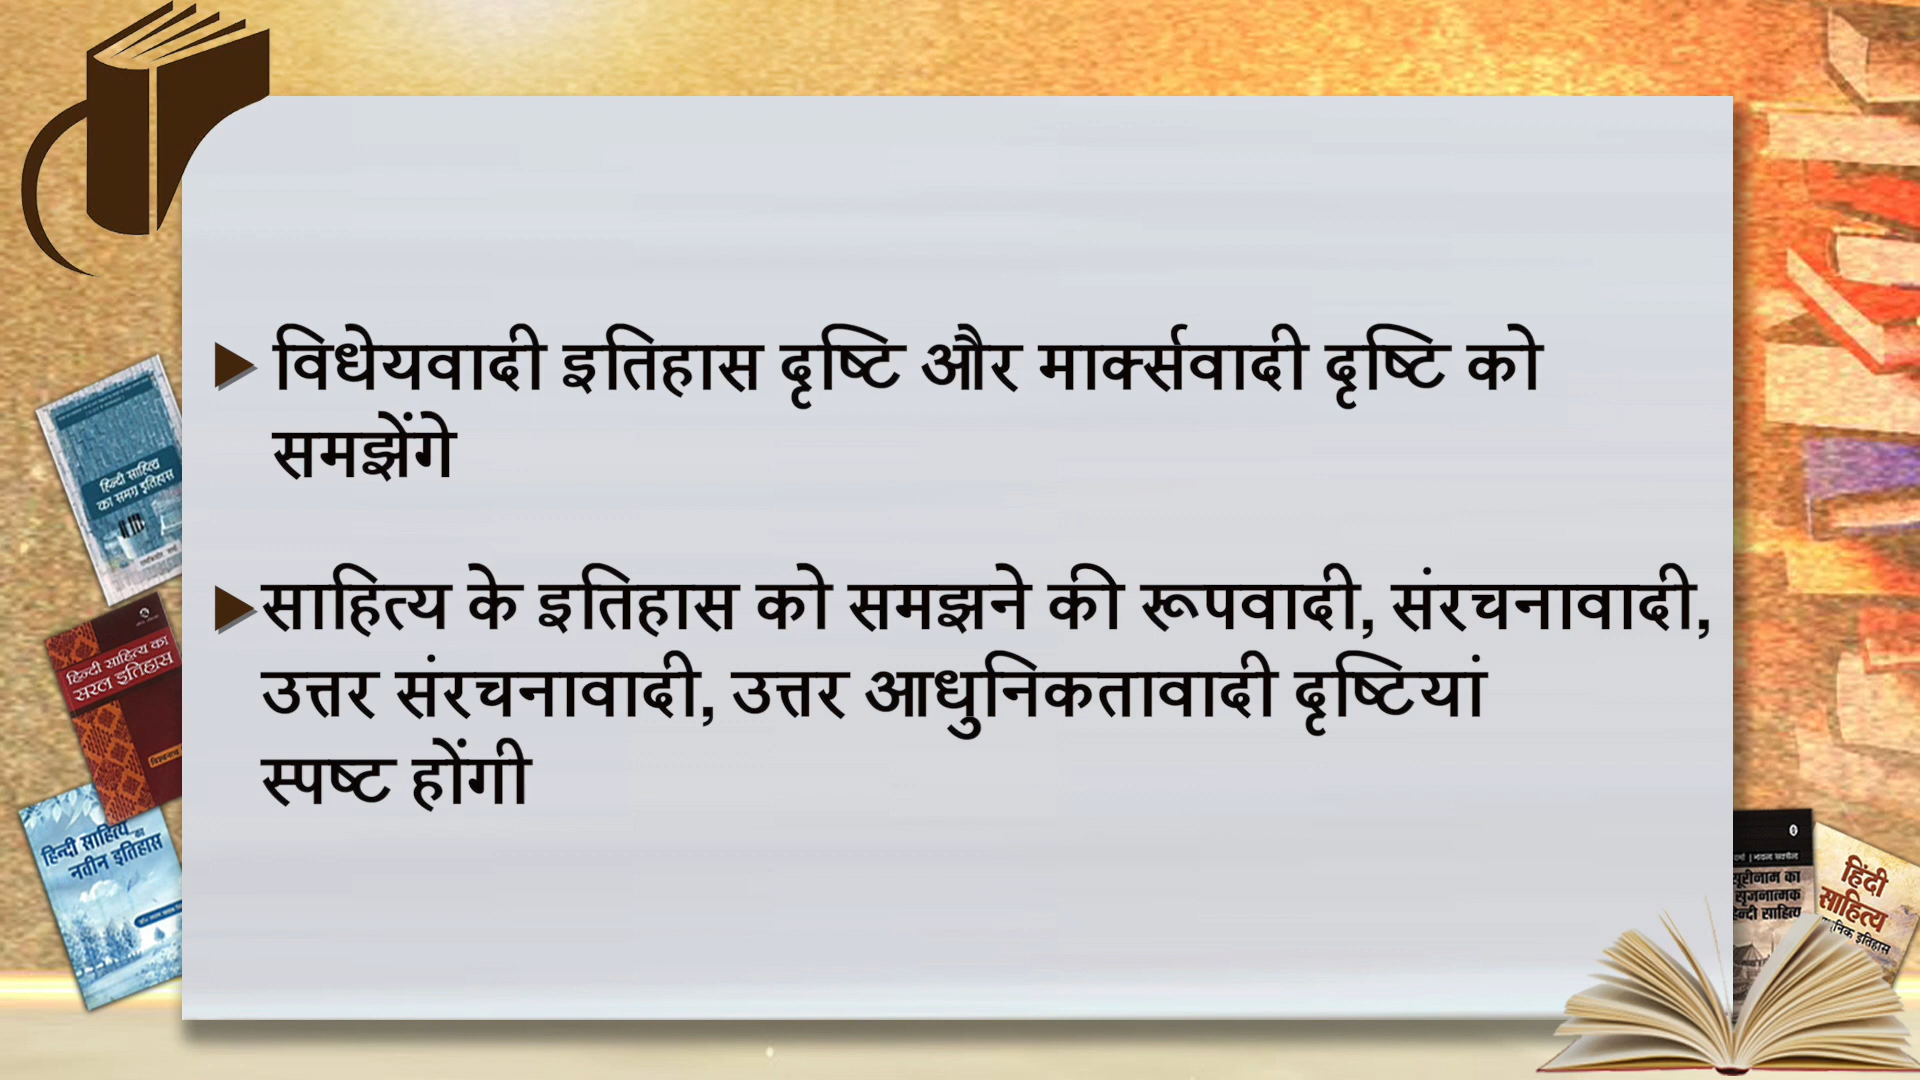 विधेयवादी इतिहास दृष्टि और मार्क्सवादी दृष्टि को
समझेंगे
साहित्य के इतिहास को समझने की रूपवादी, संरचनावादी,
उत्तर संरचनावादी, उत्तर आधुनिकतावादी दृष्टियां
स्पष्ट होंगी
हिन्दी साहित्य
का समग्र इतिहास
हिन्दी साहित्य का
सरल इतिहास
हिन्दी साहित्य का
नवीन इतिहास
सूरीनाम का
सृजनात्मक
हिन्दी साहित्य
हिंदी
साहित्य
इतिहास